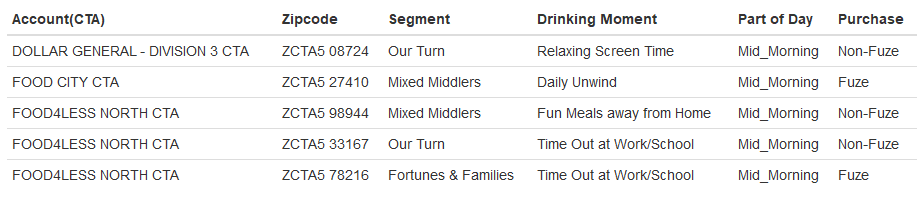 Account(CTA) Zipcode Segment Drinking Moment Part of Day Purchase
DOLLAR GENERAL - DIVISION 3 CTA ZCTA5 08724 Our Turn Relaxing Screen Time Mid_Morning Non-Fuze
FOOD CITY CTA ZCTA5 27410 Mixed Middlers Daily Unwind Mid_Morning Fuze
FOOD4LESS NORTH CTA ZCTA5 98944 Mixed Middlers Fun Meals away from Home Mid_Morning Non-Fuze
FOOD4LESS NORTH CTA ZCTA5 33167 Our Turn Time Out at Work/School Mid_Morning Non-Fuze
FOOD4LESS NORTH CTA ZCTA5 78216 Fortunes & Families Time Out at Work/School Mid_Morning Fuze